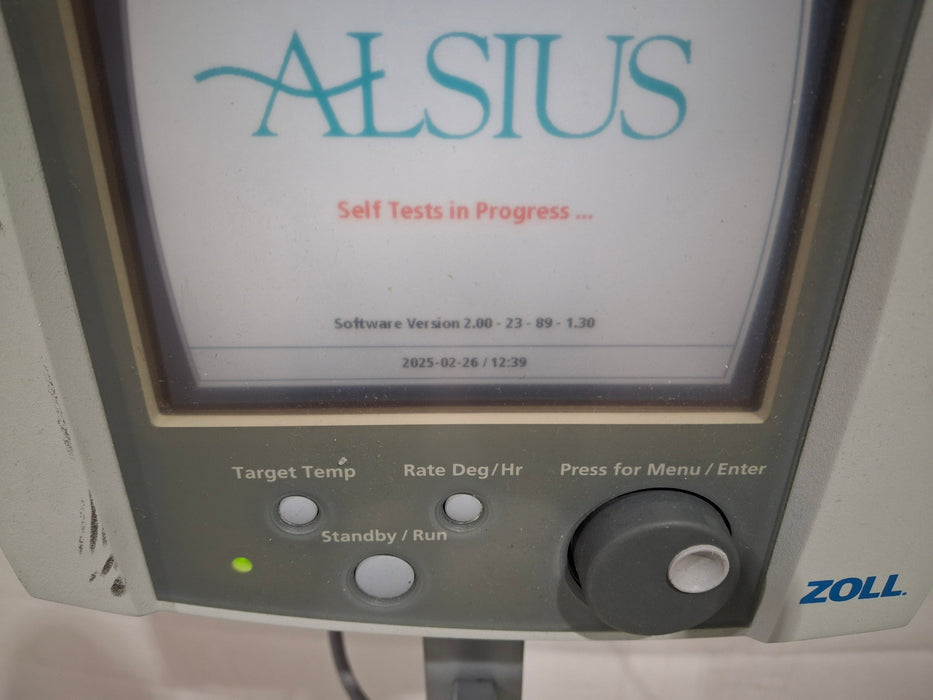 ALSIUS
Self Tests in Progress ...
Software Version 2.00 - 23 - 89 - 1.30
2025-02-26 / 12:39
Target Temp
Rate Deg/Hr
Press for Menu / Enter
Standby / Run
ZOLL.